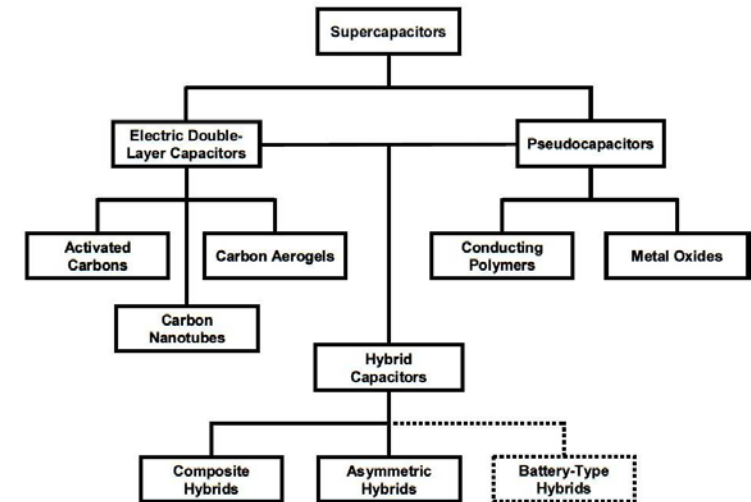 Supercapacitors
Electric Double-
Layer Capacitors
Pseudocapacitors
Activated
Carbons
Carbon Aerogels
Conducting
Polymers
Metal Oxides
Carbon
Nanotubes
Hybrid
Capacitors
Composite
Hybrids
Asymmetric
Hybrids
Battery-Type
Hybrids